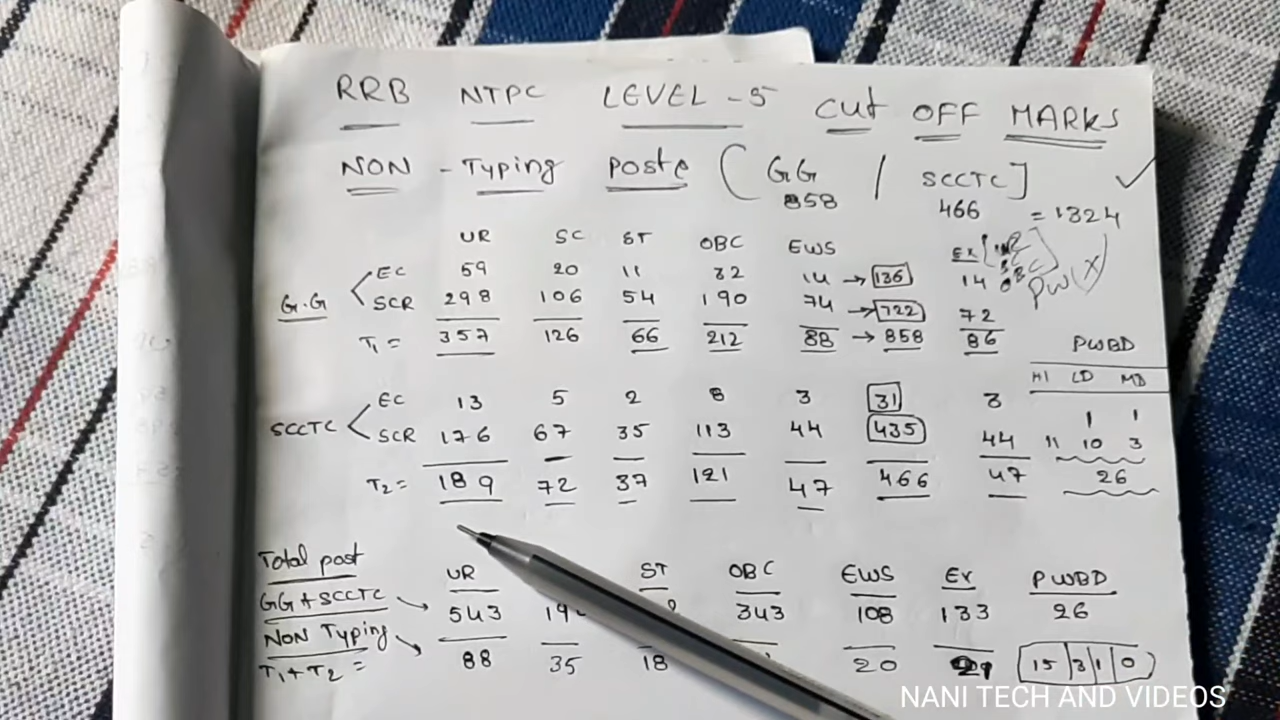 RRB NTPC LEVEL-5 CUt OFF MARKS
NON-Typing Posts (GG / SCCTC]
858 466 = 1324
UR SC ST OBC EWS Ex
G.G EC 59 20 11 32 14 → 136 14
SCR 298 106 54 190 74 → 722 72
T1 = 357 126 66 212 88 → 858 86
PW(X)
PWBD
HI LD MD
SCCTC EC 13 5 2 8 3 31 3 1 1
SCR 176 67 35 113 44 435 44 11 10 3
T2 = 189 72 37 121 47 466 47 26
Total post UR ST OBC EWS Ex PWBD
GG+SCCTC 543 343 108 133 26
NON Typing
T1+T2 = 88 35 18 20 15 3 1 0
NANI TECH AND VIDEOS